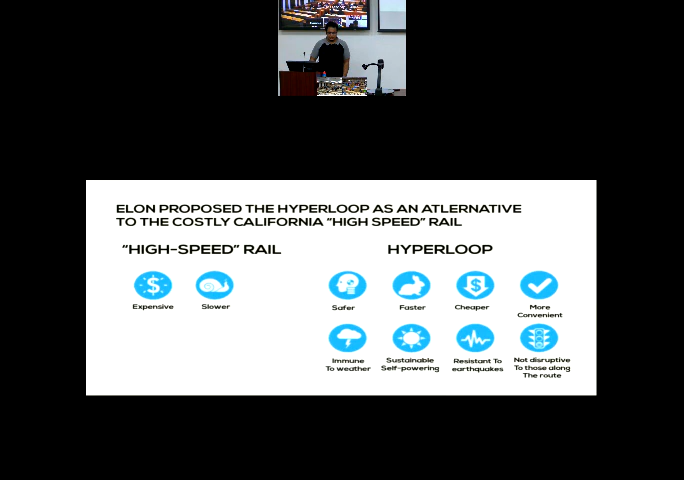 ELON PROPOSED THE HYPERLOOP AS AN ATLERNATIVE
TO THE COSTLY CALIFORNIA "HIGH SPEED" RAIL
"HIGH-SPEED" RAIL
HYPERLOOP
Expensive
Slower
Safer
Faster
Cheaper
More
Convenient
Immune
To weather
Sustainable
Self-powering
Resistant To
earthquakes
Not disruptive
To those along
The route